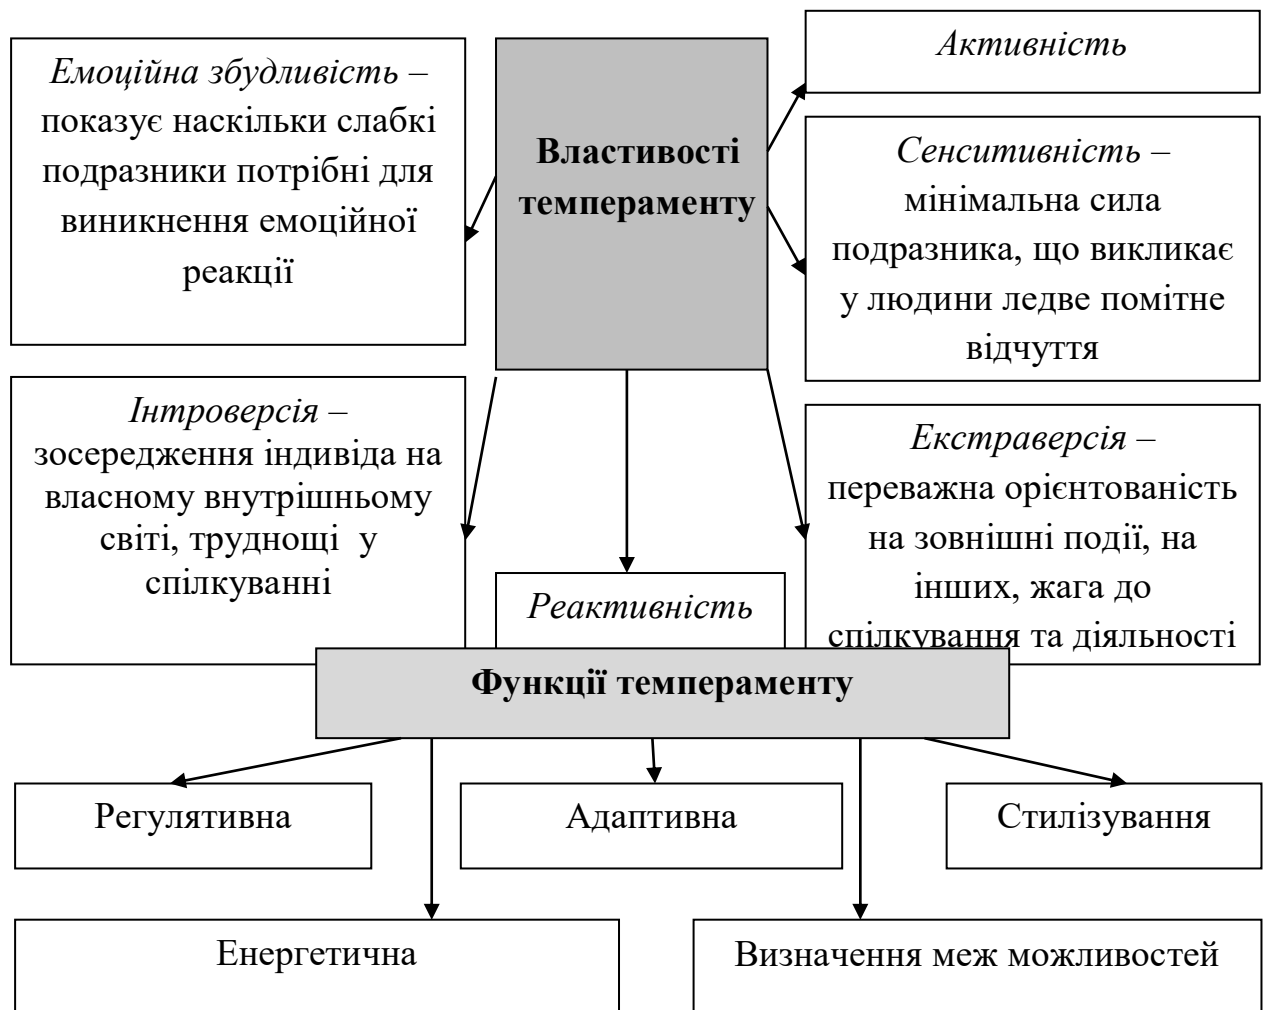 Емоційна збудливість –
показує наскільки слабкі
подразники потрібні для
виникнення емоційної
реакції
Властивості
темпераменту
Активність
Сенситивність –
мінімальна сила
подразника, що викликає
у людини ледве помітне
відчуття
Інтроверсія –
зосередження індивіда на
власному внутрішньому
світі, труднощі у
спілкуванні
Реактивність
Екстраверсія –
переважна орієнтованість
на зовнішні події, на
інших, жага до
спілкування та діяльності
Функції темпераменту
Регулятивна
Адаптивна
Стилізування
Енергетична
Визначення меж можливостей